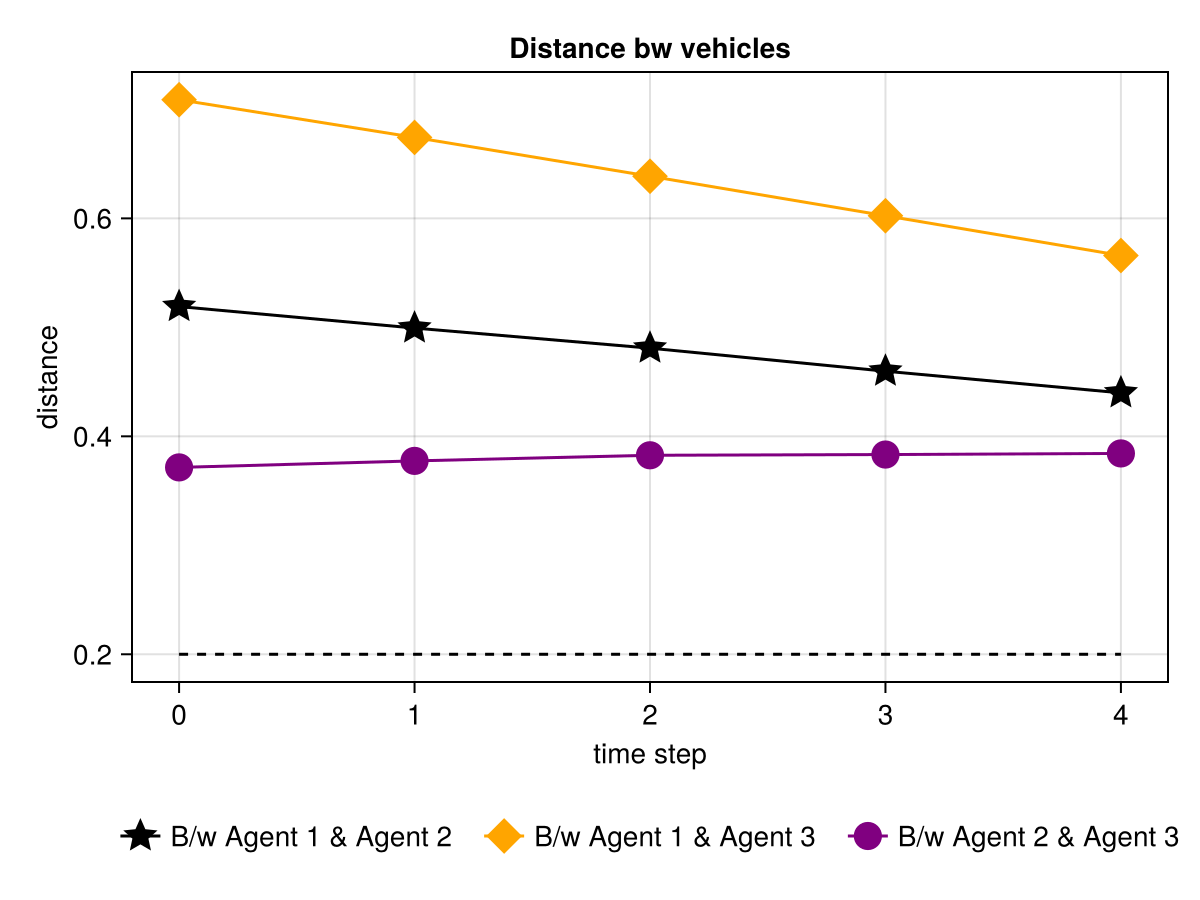 Distance bw vehicles
distance
0.6
0.4
0.2
0 1 2 3 4
time step
B/w Agent 1 & Agent 2 B/w Agent 1 & Agent 3 B/w Agent 2 & Agent 3